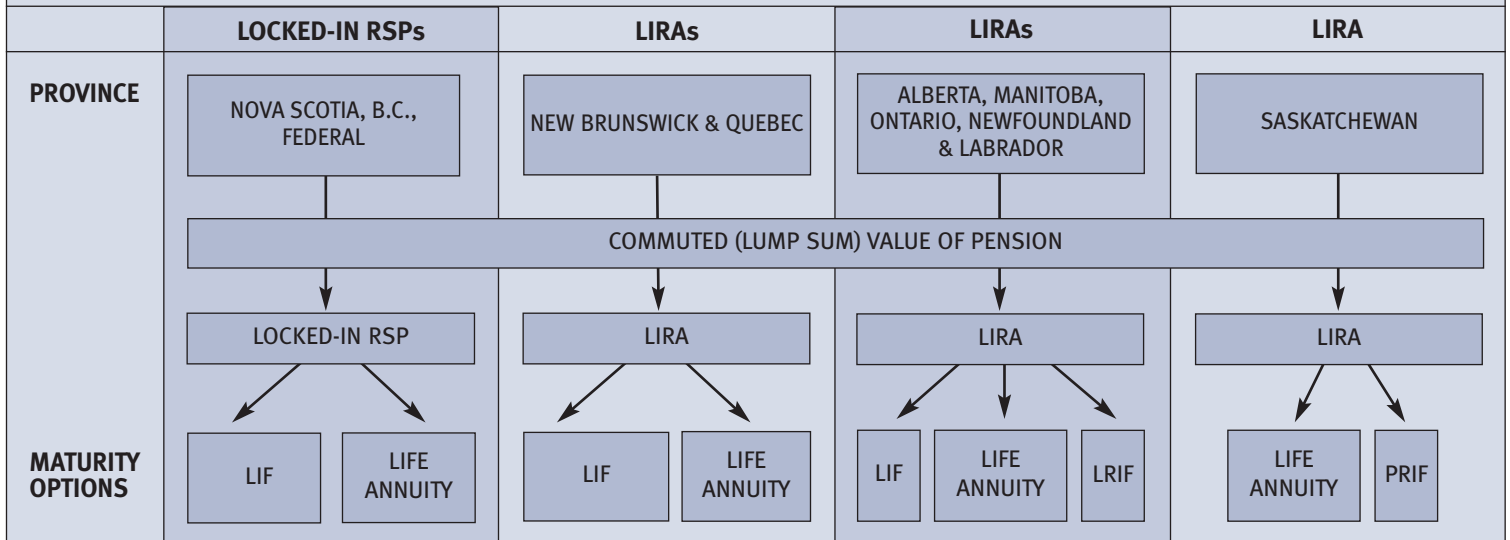 LOCKED-IN RSPs
LIRAs
LIRAs
LIRA
PROVINCE
NOVA SCOTIA, B.C.,
FEDERAL
NEW BRUNSWICK & QUEBEC
ALBERTA, MANITOBA,
ONTARIO, NEWFOUNDLAND
& LABRADOR
SASKATCHEWAN
COMMUTED (LUMP SUM) VALUE OF PENSION
LOCKED-IN RSP
LIRA
LIRA
LIRA
MATURITY
OPTIONS
LIF
LIFE
ANNUITY
LIF
LIFE
ANNUITY
LIF
LIFE
ANNUITY
LRIF
LIFE
ANNUITY
PRIF